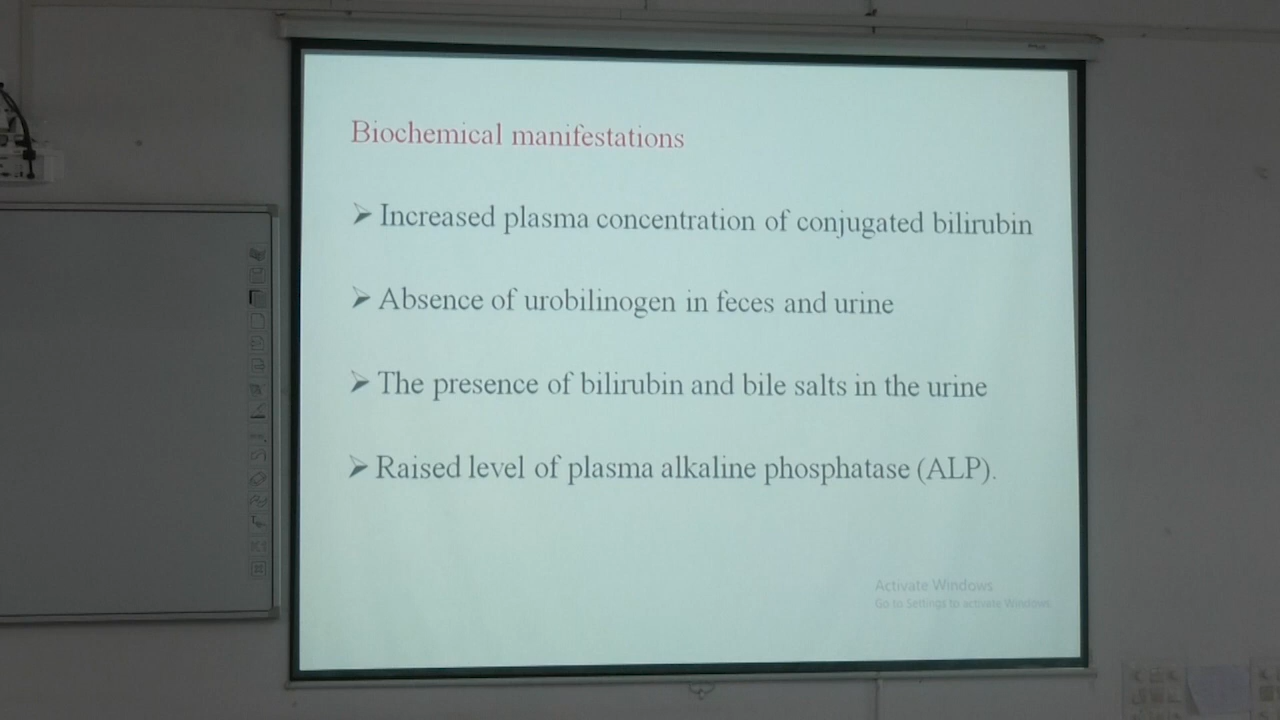 Biochemical manifestations
➢ Increased plasma concentration of conjugated bilirubin
➢ Absence of urobilinogen in feces and urine
➢ The presence of bilirubin and bile salts in the urine
➢ Raised level of plasma alkaline phosphatase (ALP).
Activate Windows
Go to Settings to activate Windows.